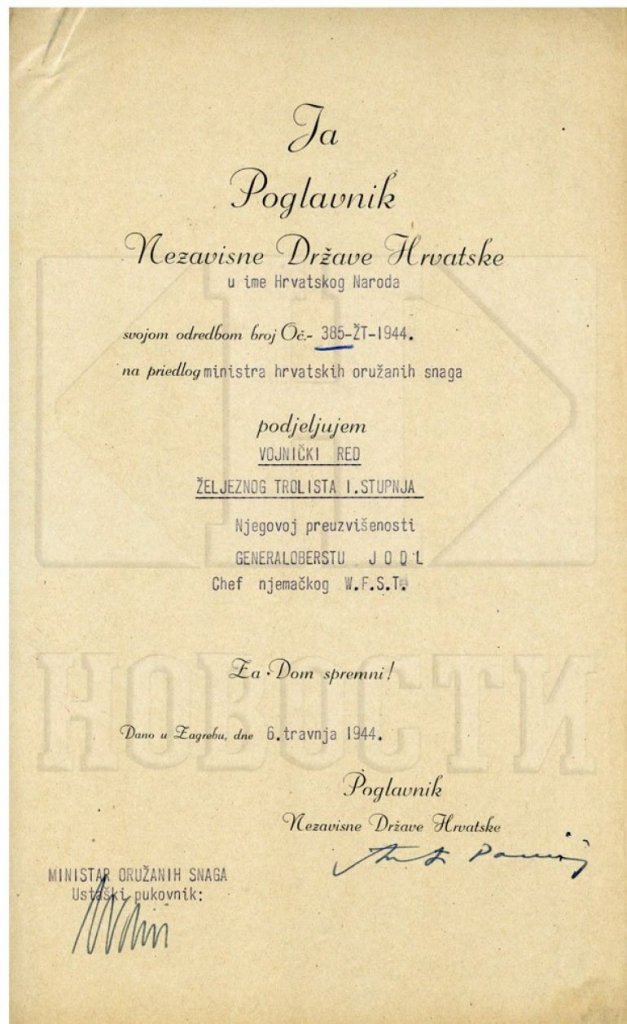 Ja
Poglavnik
Nezavisne Države Hrvatske
u ime Hrvatskog Naroda
svojom odredbom broj Oč.- 385-ŽT-1944.
na priedlog ministra hrvatskih oružanih snaga
podjeljujem
VOJNIČKI RED
ŽELJEZNOG TROLISTA I.STUPNJA
Njegovoj preuzvišenosti
GENERALOBERSTU J O D L
Chef njemačkog W.F.S.T.
Za Dom spremni!
НОВОСТИ
Dano u Zagrebu, dne 6.travnja 1944.
Poglavnik
Nezavisne Države Hrvatske
MINISTAR ORUŽANIH SNAGA
Ustaški pukovnik: